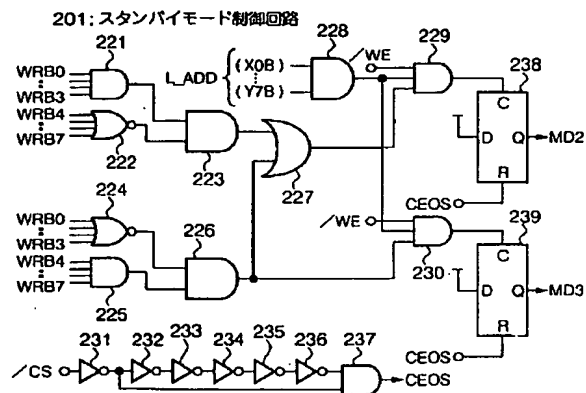 201; スタンバイモード制御回路
221
WRB0
WRB3
WRB4
WRB7
222
223
I_ADD
(X0B)
(Y7B)
228
/WE
229
227
238
C
D
Q
R
MD2
CEOS
224
WRB0
WRB3
WRB4
WRB7
225
226
/WE
230
239
C
D
Q
R
MD3
CEOS
231
232
233
234
235
236
237
/CS
CEOS